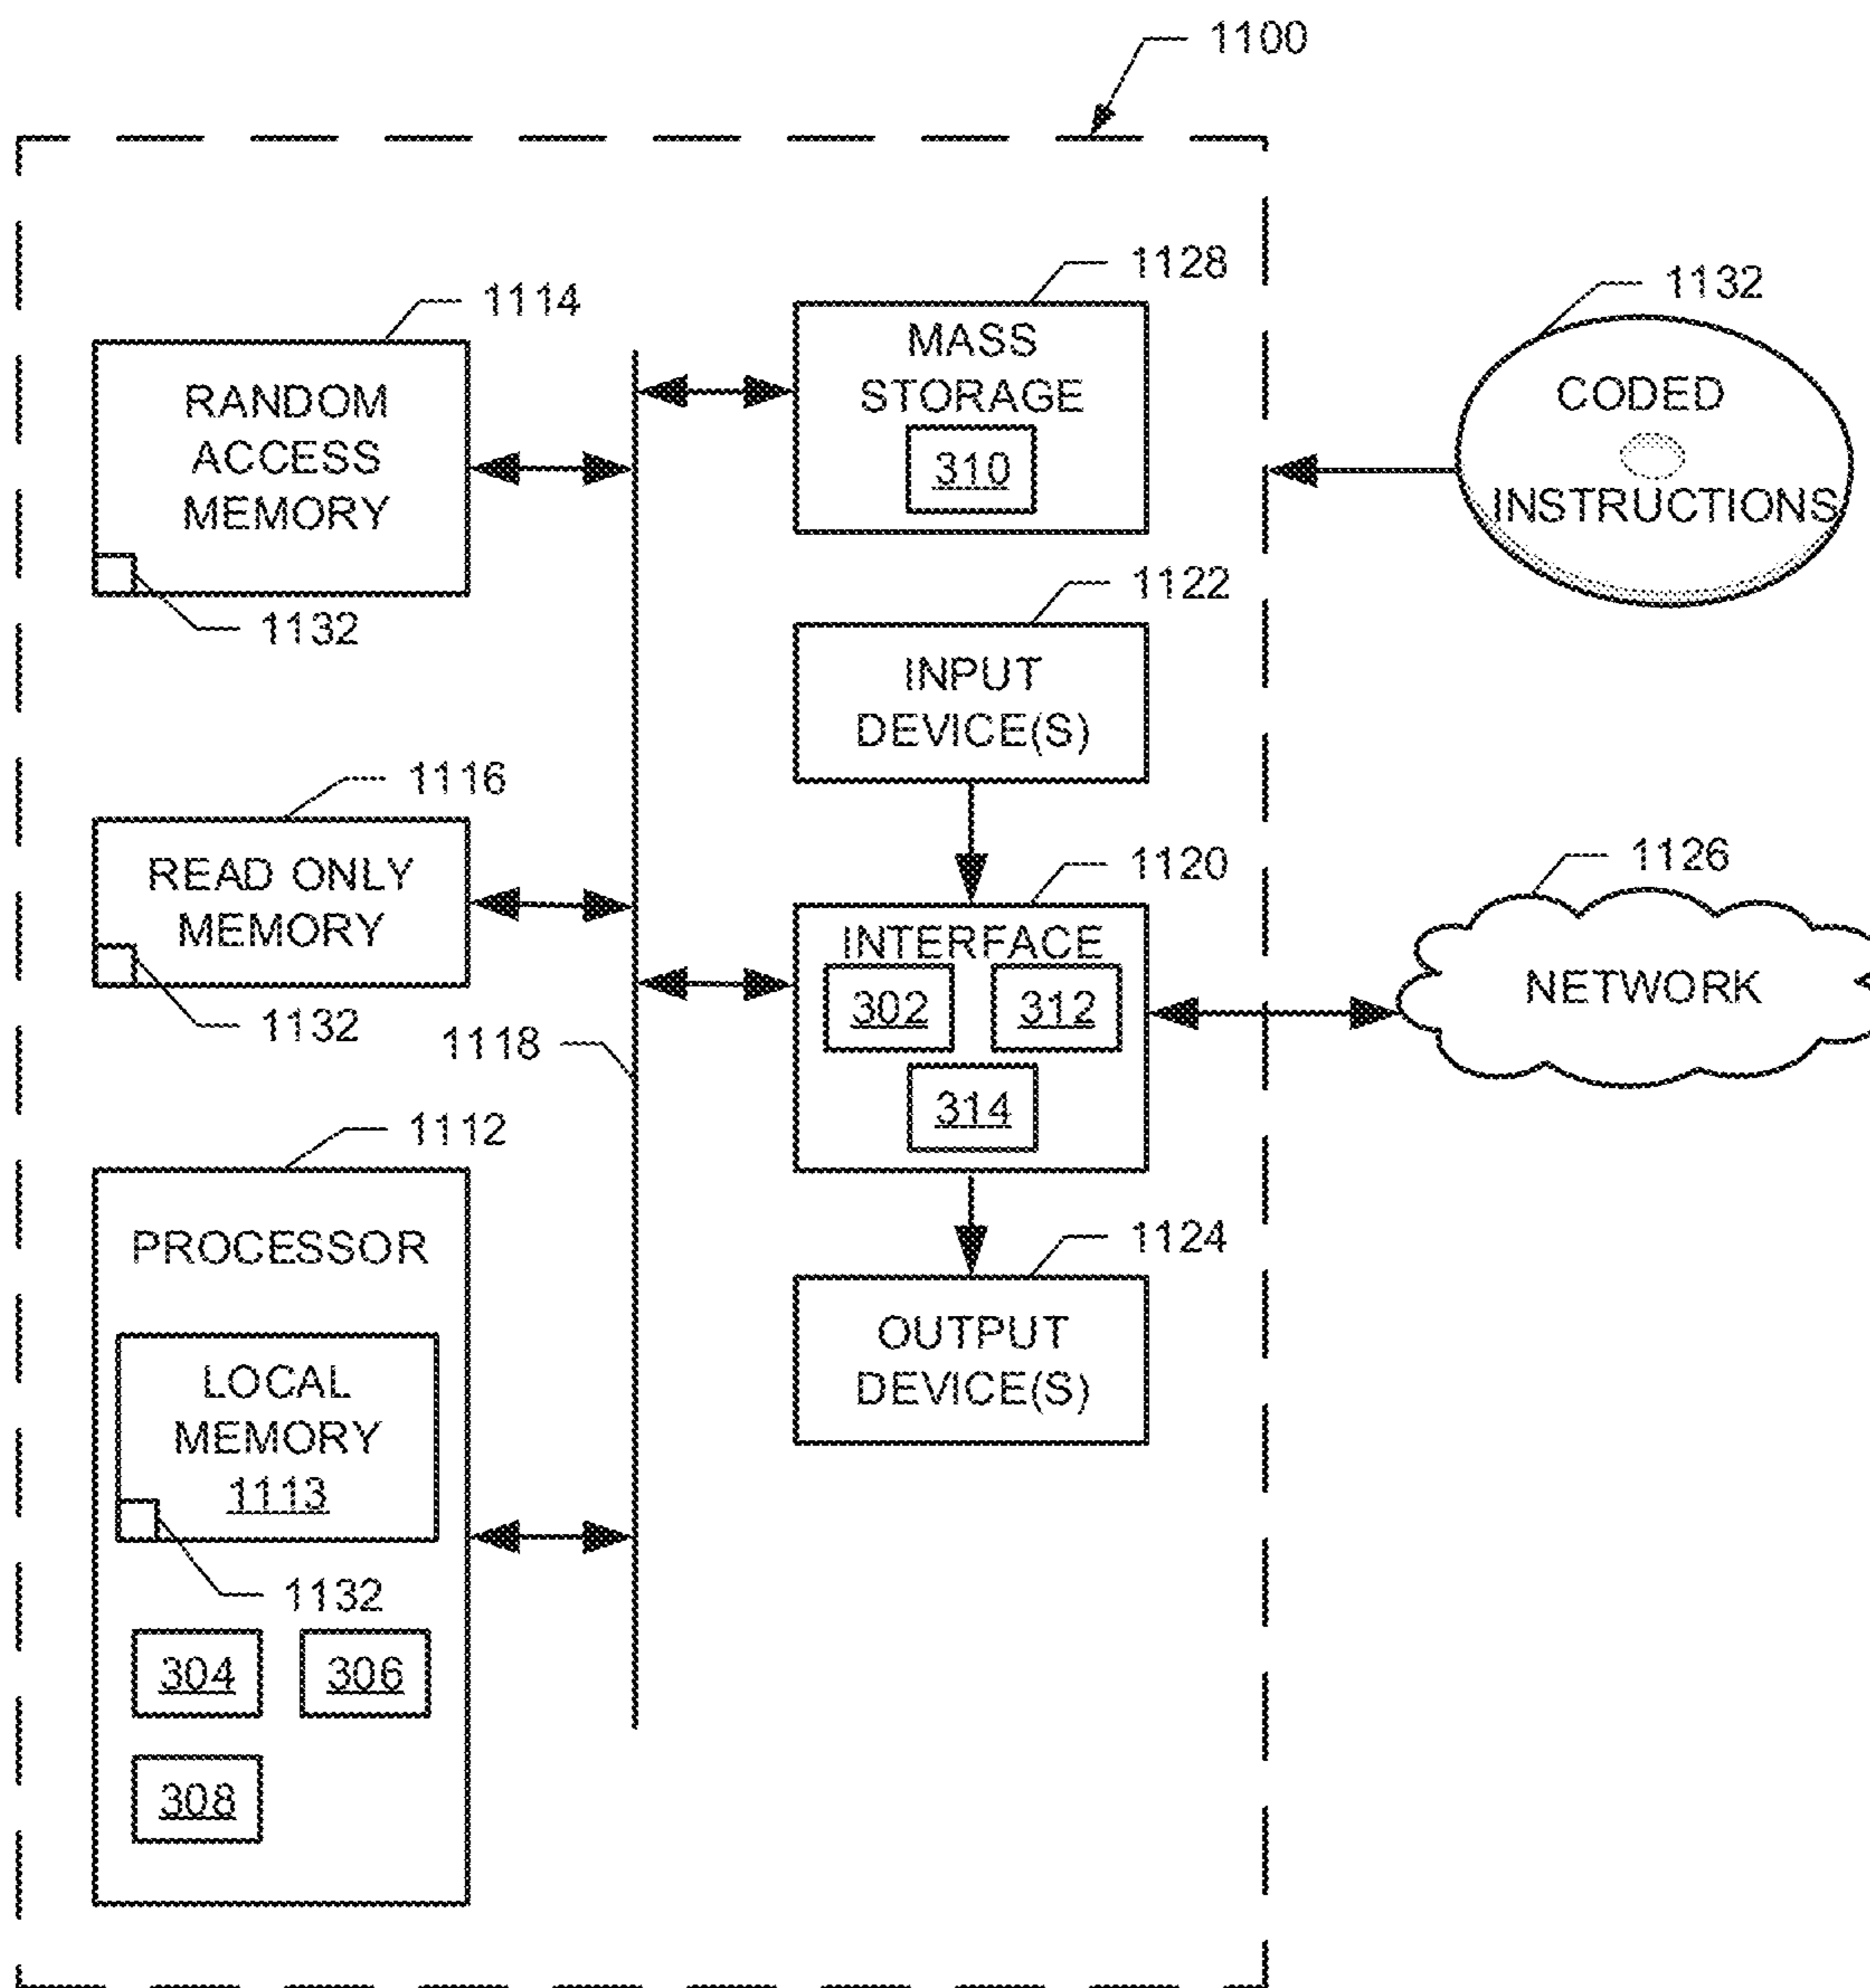 1100
1128
1114
1132
MASS
STORAGE
310
RANDOM
ACCESS
MEMORY
CODED
INSTRUCTIONS
1132
1122
INPUT
DEVICE(S)
1116
READ ONLY
MEMORY
1132
1120
INTERFACE
302 312
314
1126
NETWORK
1118
1112
PROCESSOR
LOCAL
MEMORY
1113
1132
304 306
308
1124
OUTPUT
DEVICE(S)